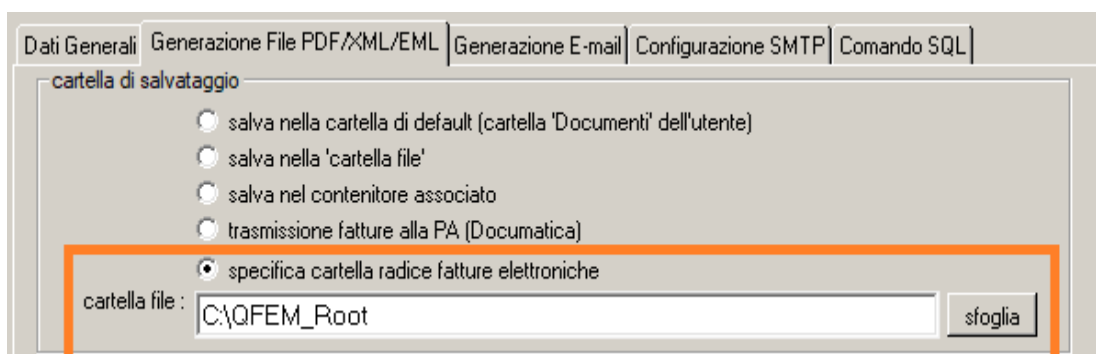 Dati Generali Generazione File PDF/XML/EML Generazione E-mail Configurazione SMTP Comando SQL
cartella di salvataggio
salva nella cartella di default (cartella 'Documenti' dell'utente)
salva nella 'cartella file'
salva nel contenitore associato
trasmissione fatture alla PA (Documatica)
specifica cartella radice fatture elettroniche
cartella file : C:\QFEM_Root sfoglia